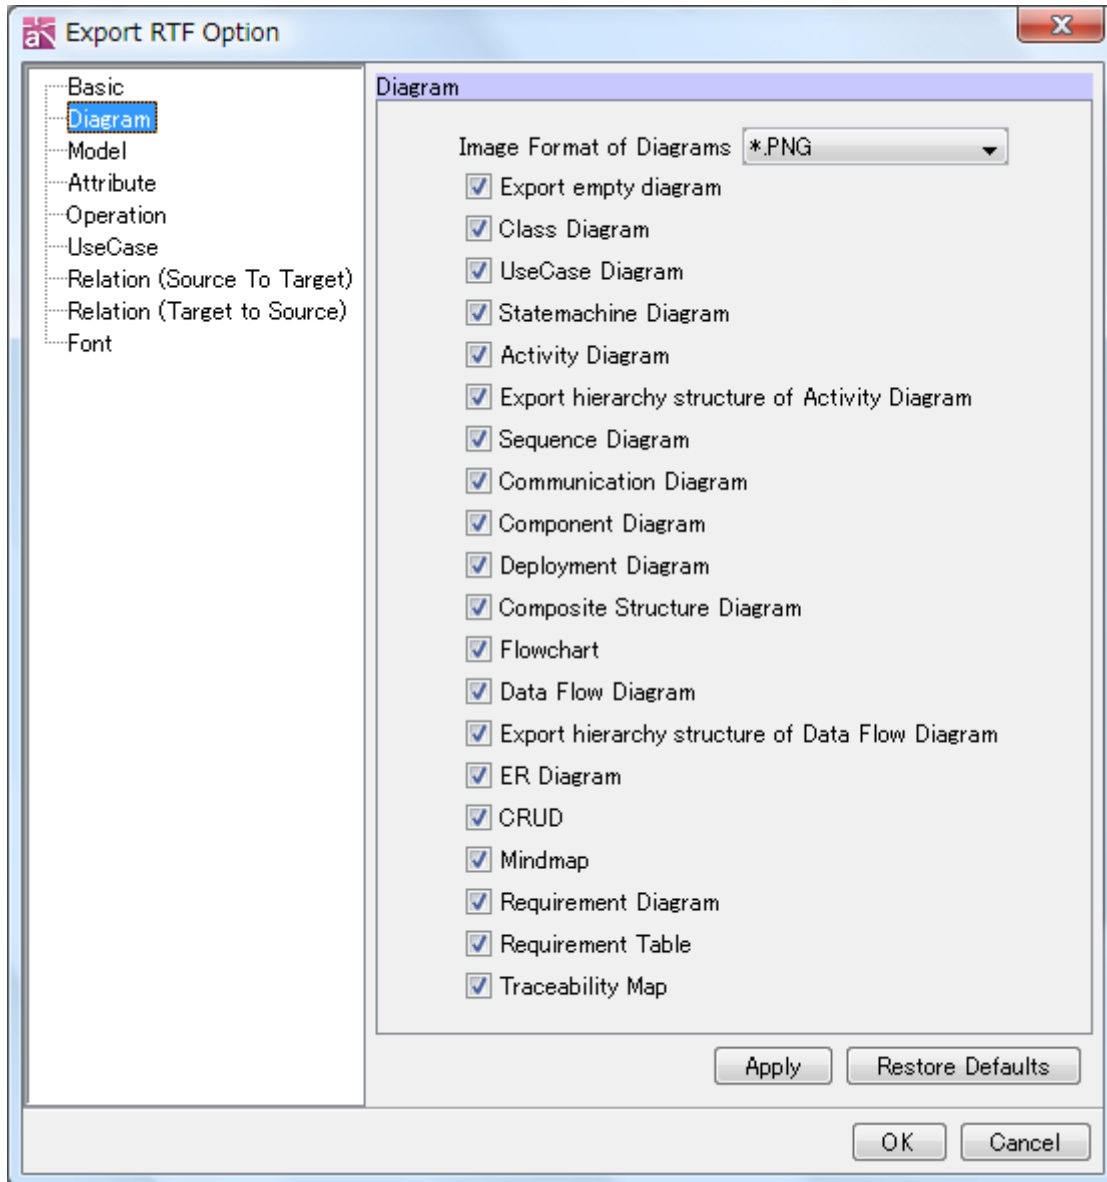 Export RTF Option
Basic
Diagram
Model
Attribute
Operation
UseCase
Relation (Source To Target)
Relation (Target to Source)
Font
Diagram
Image Format of Diagrams *.PNG
Export empty diagram
Class Diagram
UseCase Diagram
Statemachine Diagram
Activity Diagram
Export hierarchy structure of Activity Diagram
Sequence Diagram
Communication Diagram
Component Diagram
Deployment Diagram
Composite Structure Diagram
Flowchart
Data Flow Diagram
Export hierarchy structure of Data Flow Diagram
ER Diagram
CRUD
Mindmap
Requirement Diagram
Requirement Table
Traceability Map
Apply Restore Defaults
OK Cancel